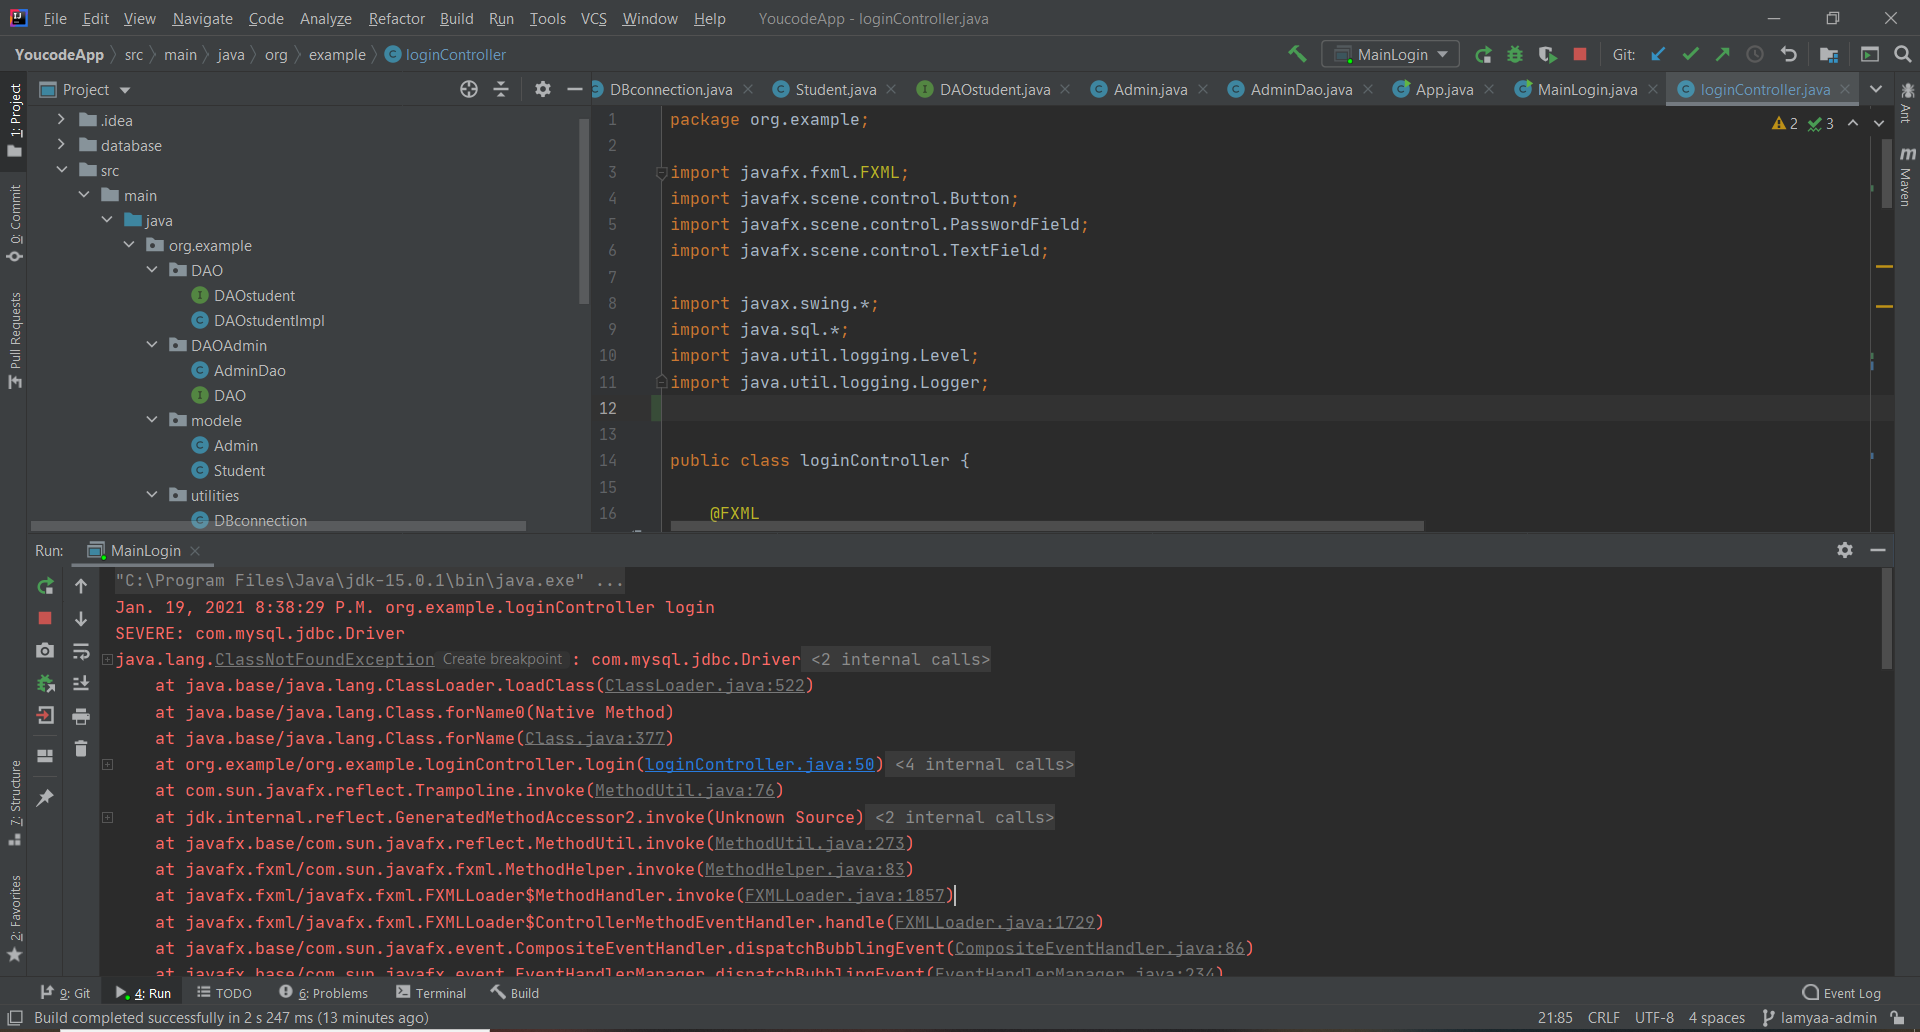 File Edit View Navigate Code Analyze Refactor Build Run Tools VCS Window Help YoucodeApp - loginController.java
YoucodeApp src main java org example loginController MainLogin Git:
Project
DBconnection.java Student.java DAOstudent.java Admin.java AdminDao.java App.java MainLogin.java loginController.java
1: Project
0: Commit
Pull Requests
7: Structure
2: Favorites
Ant
Maven
.idea
database
src
main
java
org.example
DAO
DAOstudent
DAOstudentImpl
DAOAdmin
AdminDao
DAO
modele
Admin
Student
utilities
DBconnection
2 3
1 package org.example;
2
3 import javafx.fxml.FXML;
4 import javafx.scene.control.Button;
5 import javafx.scene.control.PasswordField;
6 import javafx.scene.control.TextField;
7
8 import javax.swing.*;
9 import java.sql.*;
10 import java.util.logging.Level;
11 import java.util.logging.Logger;
12
13
14 public class loginController {
15
16 @FXML
Run: MainLogin
"C:\Program Files\Java\jdk-15.0.1\bin\java.exe" ...
Jan. 19, 2021 8:38:29 P.M. org.example.loginController login
SEVERE: com.mysql.jdbc.Driver
java.lang.ClassNotFoundException Create breakpoint : com.mysql.jdbc.Driver <2 internal calls>
at java.base/java.lang.ClassLoader.loadClass(ClassLoader.java:522)
at java.base/java.lang.Class.forName0(Native Method)
at java.base/java.lang.Class.forName(Class.java:377)
at org.example/org.example.loginController.login(loginController.java:50) <4 internal calls>
at com.sun.javafx.reflect.Trampoline.invoke(MethodUtil.java:76)
at jdk.internal.reflect.GeneratedMethodAccessor2.invoke(Unknown Source) <2 internal calls>
at javafx.base/com.sun.javafx.reflect.MethodUtil.invoke(MethodUtil.java:273)
at javafx.fxml/com.sun.javafx.fxml.MethodHelper.invoke(MethodHelper.java:83)
at javafx.fxml/javafx.fxml.FXMLLoader$MethodHandler.invoke(FXMLLoader.java:1857)
at javafx.fxml/javafx.fxml.FXMLLoader$ControllerMethodEventHandler.handle(FXMLLoader.java:1729)
at javafx.base/com.sun.javafx.event.CompositeEventHandler.dispatchBubblingEvent(CompositeEventHandler.java:86)
at javafx.base/com.sun.javafx.event.EventHandlerManager.dispatchBubblingEvent(EventHandlerManager.java:234)
9: Git 4: Run TODO 6: Problems Terminal Build Event Log
Build completed successfully in 2 s 247 ms (13 minutes ago) 21:85 CRLF UTF-8 4 spaces lamyaa-admin